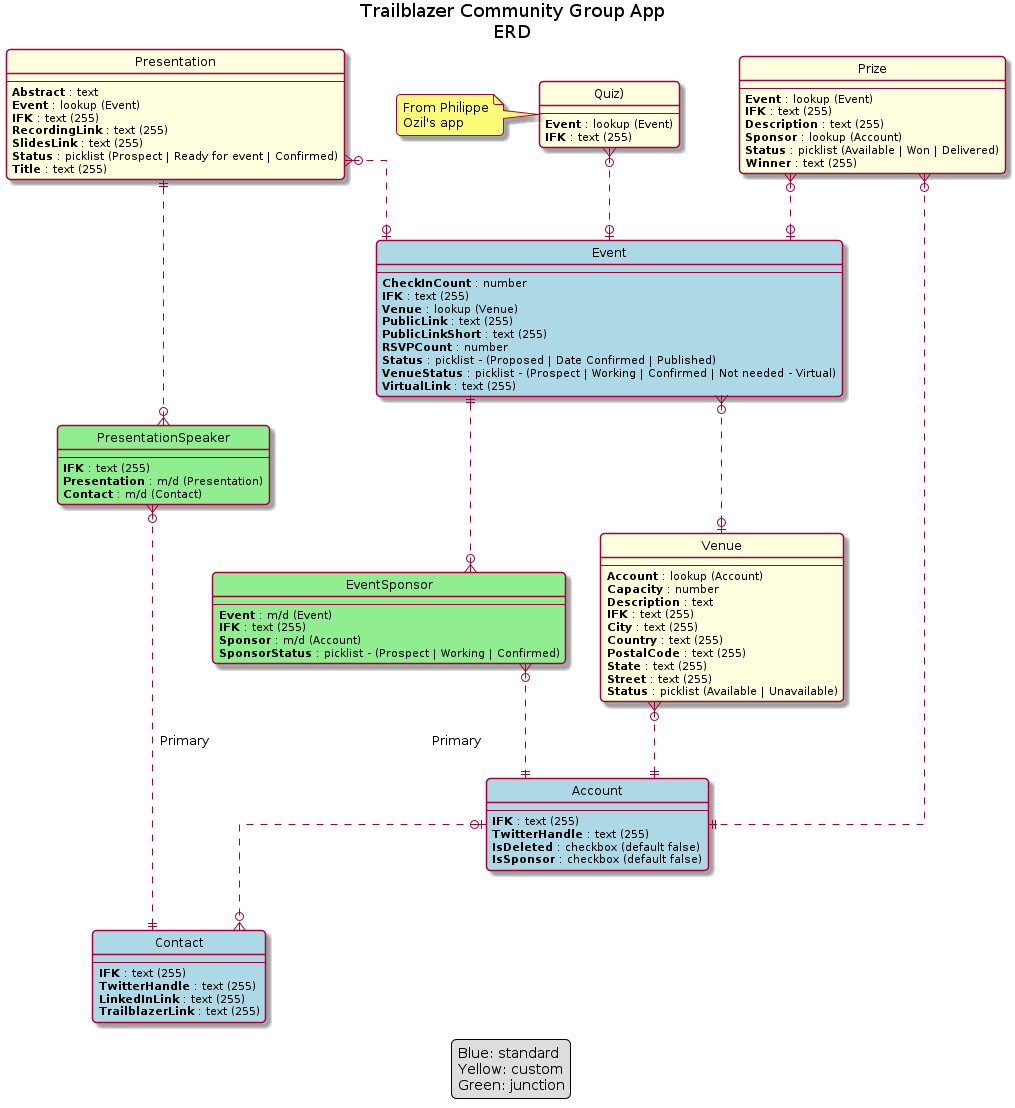 Trailblazer Community Group App
ERD
Presentation
Abstract : text
Event : lookup (Event)
IFK : text (255)
RecordingLink : text (255)
SlidesLink : text (255)
Status : picklist (Prospect | Ready for event | Confirmed)
Title : text (255)
From Philippe
Ozil's app
Quiz)
Event : lookup (Event)
IFK : text (255)
Prize
Event : lookup (Event)
IFK : text (255)
Description : text (255)
Sponsor : lookup (Account)
Status : picklist (Available | Won | Delivered)
Winner : text (255)
Event
CheckInCount : number
IFK : text (255)
Venue : lookup (Venue)
PublicLink : text (255)
PublicLinkShort : text (255)
RSVPCount : number
Status : picklist - (Proposed | Date Confirmed | Published)
VenueStatus : picklist - (Prospect | Working | Confirmed | Not needed - Virtual)
VirtualLink : text (255)
PresentationSpeaker
IFK : text (255)
Presentation : m/d (Presentation)
Contact : m/d (Contact)
EventSponsor
Event : m/d (Event)
IFK : text (255)
Sponsor : m/d (Account)
SponsorStatus : picklist - (Prospect | Working | Confirmed)
Venue
Account : lookup (Account)
Capacity : number
Description : text
IFK : text (255)
City : text (255)
Country : text (255)
PostalCode : text (255)
State : text (255)
Street : text (255)
Status : picklist (Available | Unavailable)
Primary
Primary
Account
IFK : text (255)
TwitterHandle : text (255)
IsDeleted : checkbox (default false)
IsSponsor : checkbox (default false)
Contact
IFK : text (255)
TwitterHandle : text (255)
LinkedInLink : text (255)
TrailblazerLink : text (255)
Blue: standard
Yellow: custom
Green: junction